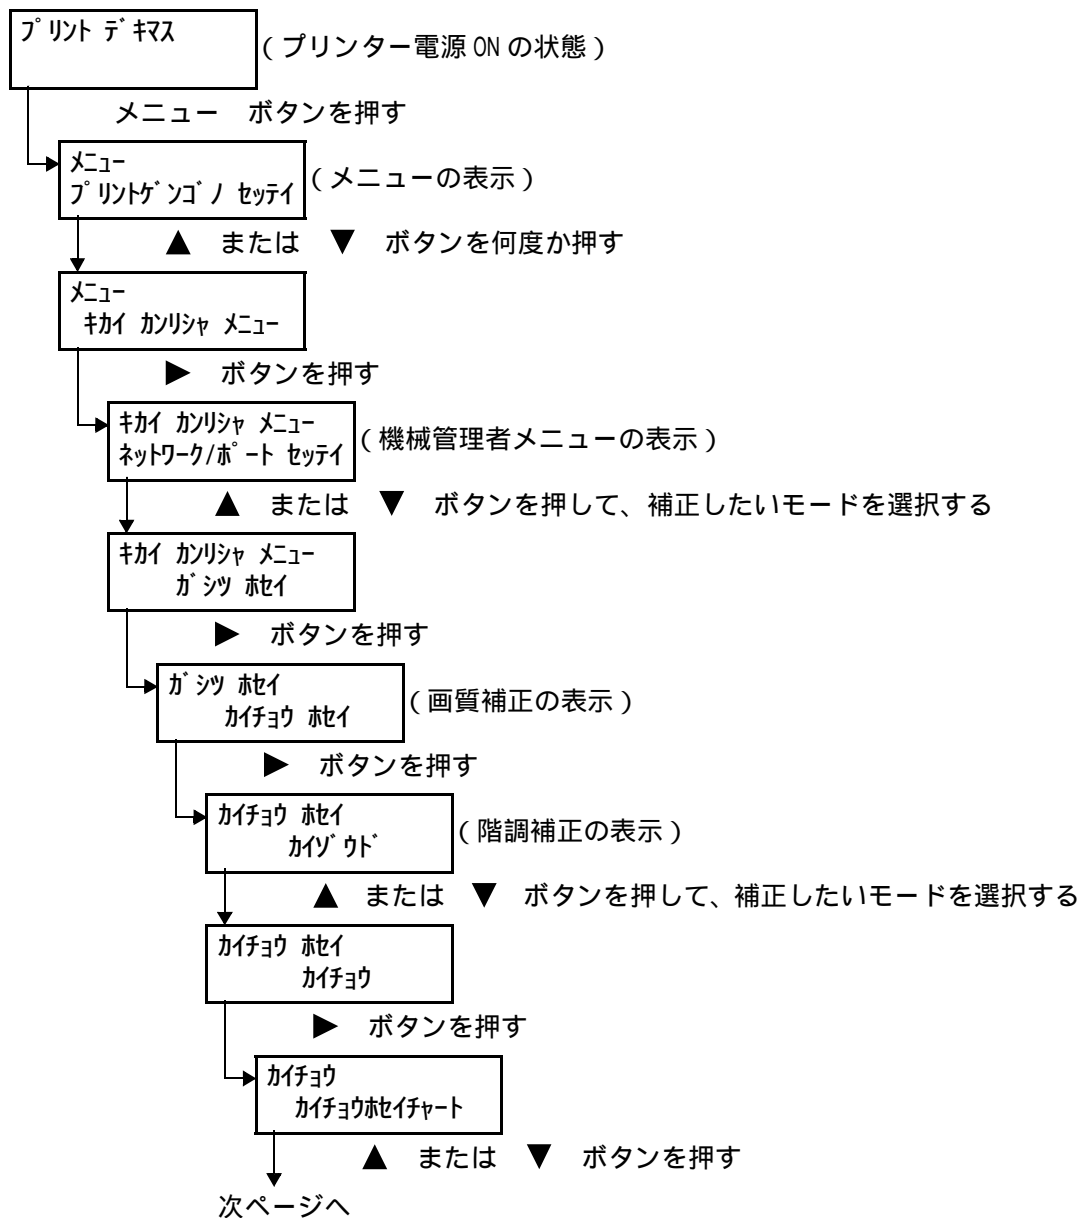 ﾌﾟﾘﾝﾄ ﾃﾞｷﾏｽ
（プリンター電源 ON の状態）
メニュー　ボタンを押す
ﾒﾆｭｰ
ﾌﾟﾘﾝﾄｹﾞﾝｺﾞﾉ ｾｯﾃｲ
（メニューの表示）
▲　または　▼　ボタンを何度か押す
ﾒﾆｭｰ
ｷｶｲ ｶﾝﾘｼｬ ﾒﾆｭｰ
▶　ボタンを押す
ｷｶｲ ｶﾝﾘｼｬ ﾒﾆｭｰ
ﾈｯﾄﾜｰｸ/ﾎﾟｰﾄ ｾｯﾃｲ
（機械管理者メニューの表示）
▲　または　▼　ボタンを押して、補正したいモードを選択する
ｷｶｲ ｶﾝﾘｼｬ ﾒﾆｭｰ
ｶﾞｼﾂ ﾎｾｲ
▶　ボタンを押す
ｶﾞｼﾂ ﾎｾｲ
ｶｲﾁｮｳ ﾎｾｲ
（画質補正の表示）
▶　ボタンを押す
ｶｲﾁｮｳ ﾎｾｲ
ｶｲｿﾞｳﾄﾞ
（階調補正の表示）
▲　または　▼　ボタンを押して、補正したいモードを選択する
ｶｲﾁｮｳ ﾎｾｲ
ｶｲﾁｮｳ
▶　ボタンを押す
ｶｲﾁｮｳ
ｶｲﾁｮｳﾎｾｲﾁｬｰﾄ
▲　または　▼　ボタンを押す
次ページへ